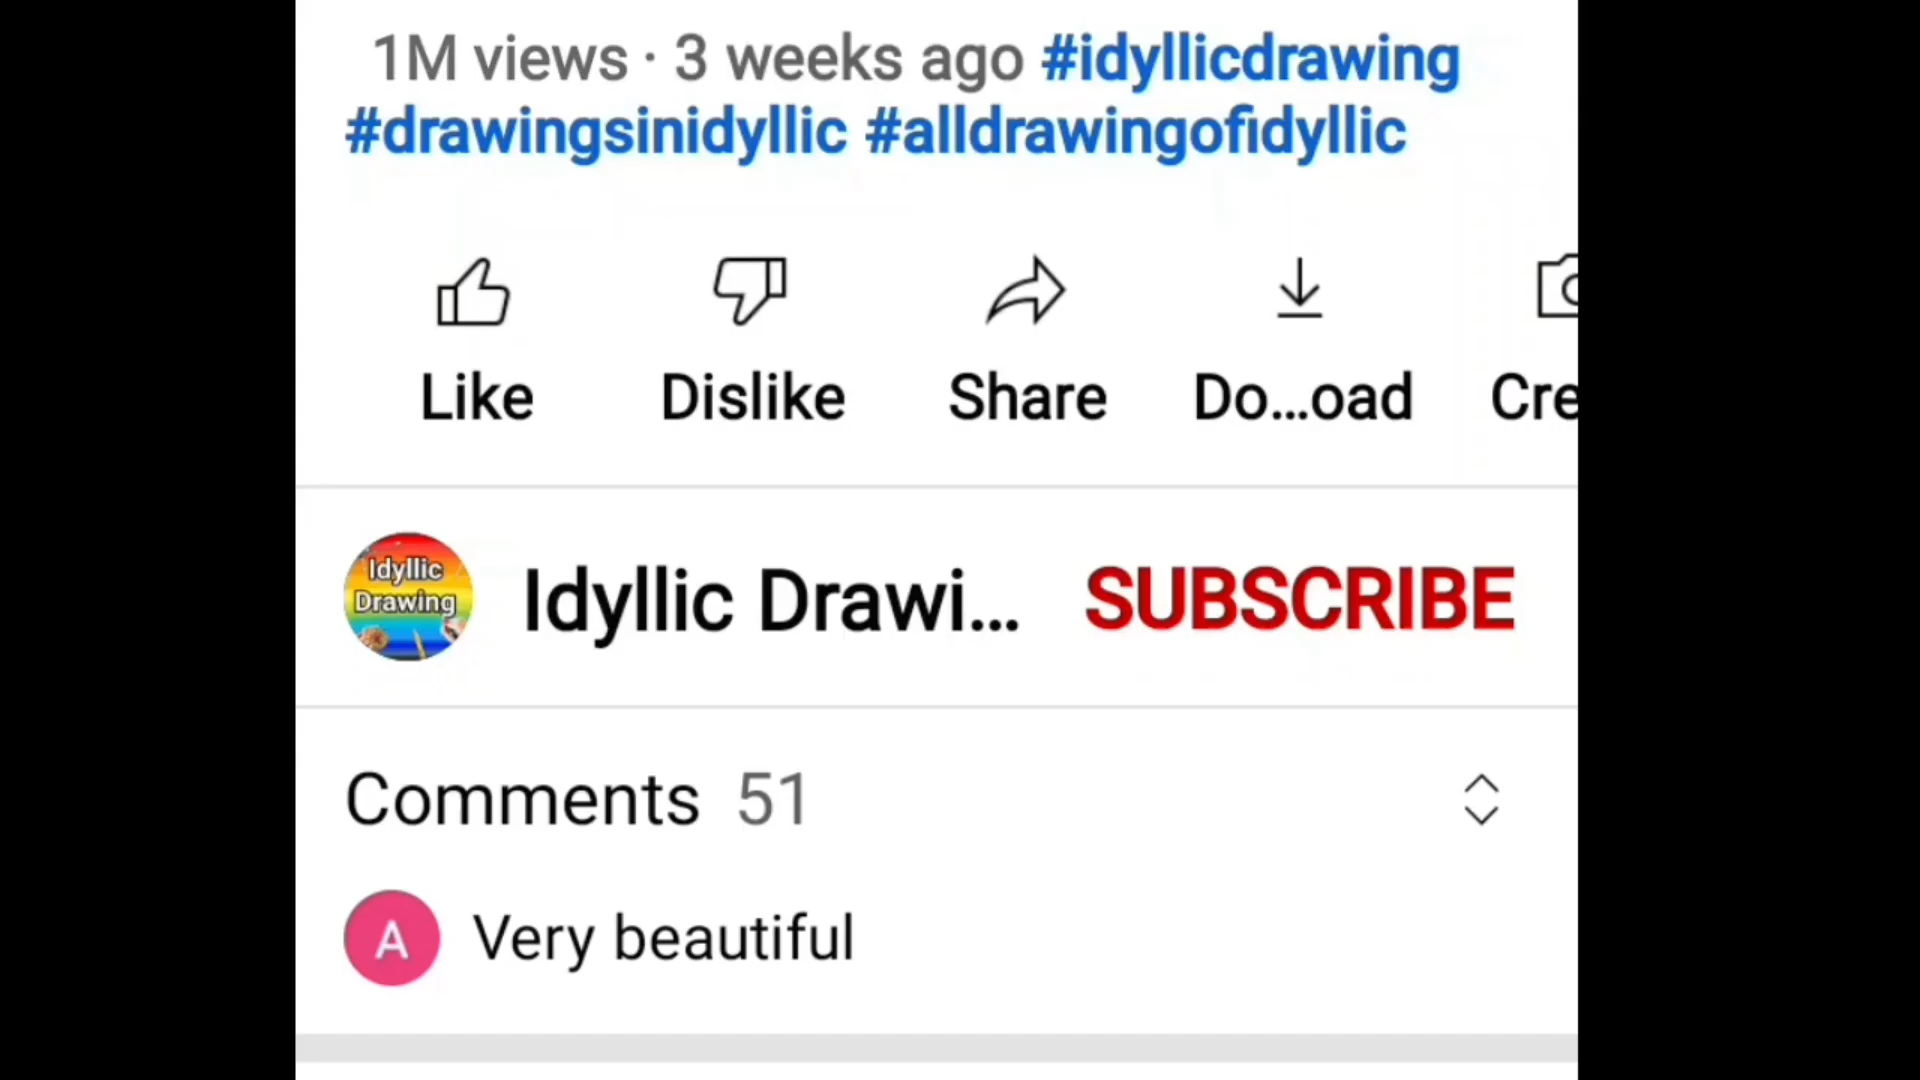 1M views · 3 weeks ago #idyllicdrawing
#drawingsinidyllic #alldrawingofidyllic
Like Dislike Share Do...oad Cre
Idyllic
Drawing
Idyllic Drawi... SUBSCRIBE
Comments 51
A Very beautiful